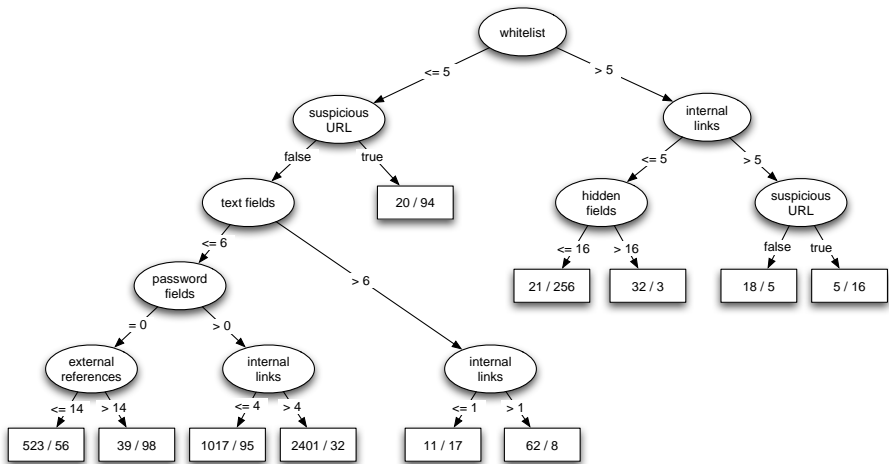 whitelist
<= 5
> 5
suspicious
URL
internal
links
false
true
<= 5
> 5
text fields
20 / 94
hidden
fields
suspicious
URL
<= 6
> 6
<= 16
> 16
false
true
password
fields
21 / 256
32 / 3
18 / 5
5 / 16
= 0
> 0
external
references
internal
links
internal
links
<= 14
> 14
<= 4
> 4
<= 1
> 1
523 / 56
39 / 98
1017 / 95
2401 / 32
11 / 17
62 / 8